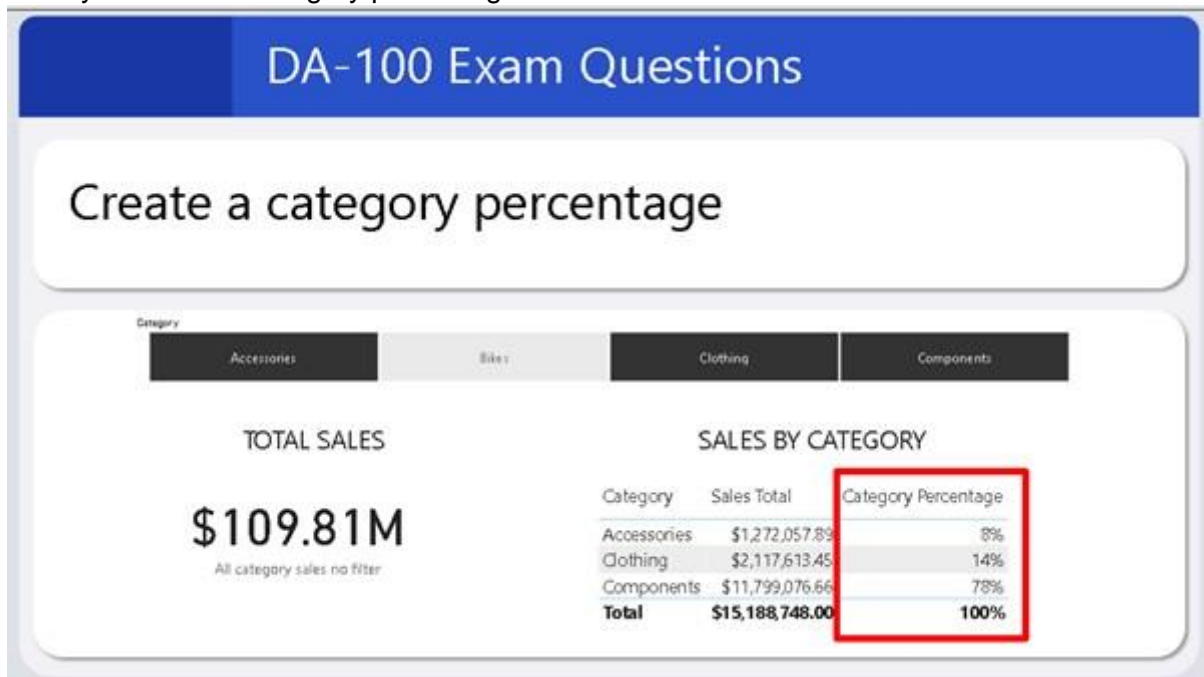 DA-100 Exam Questions
Create a category percentage
Category
Accessories Bikes Clothing Components
TOTAL SALES
$109.81M
All category sales no filter
SALES BY CATEGORY
Category Sales Total Category Percentage
Accessories $1,272,057.89 8%
Clothing $2,117,613.45 14%
Components $11,799,076.66 78%
Total $15,188,748.00 100%